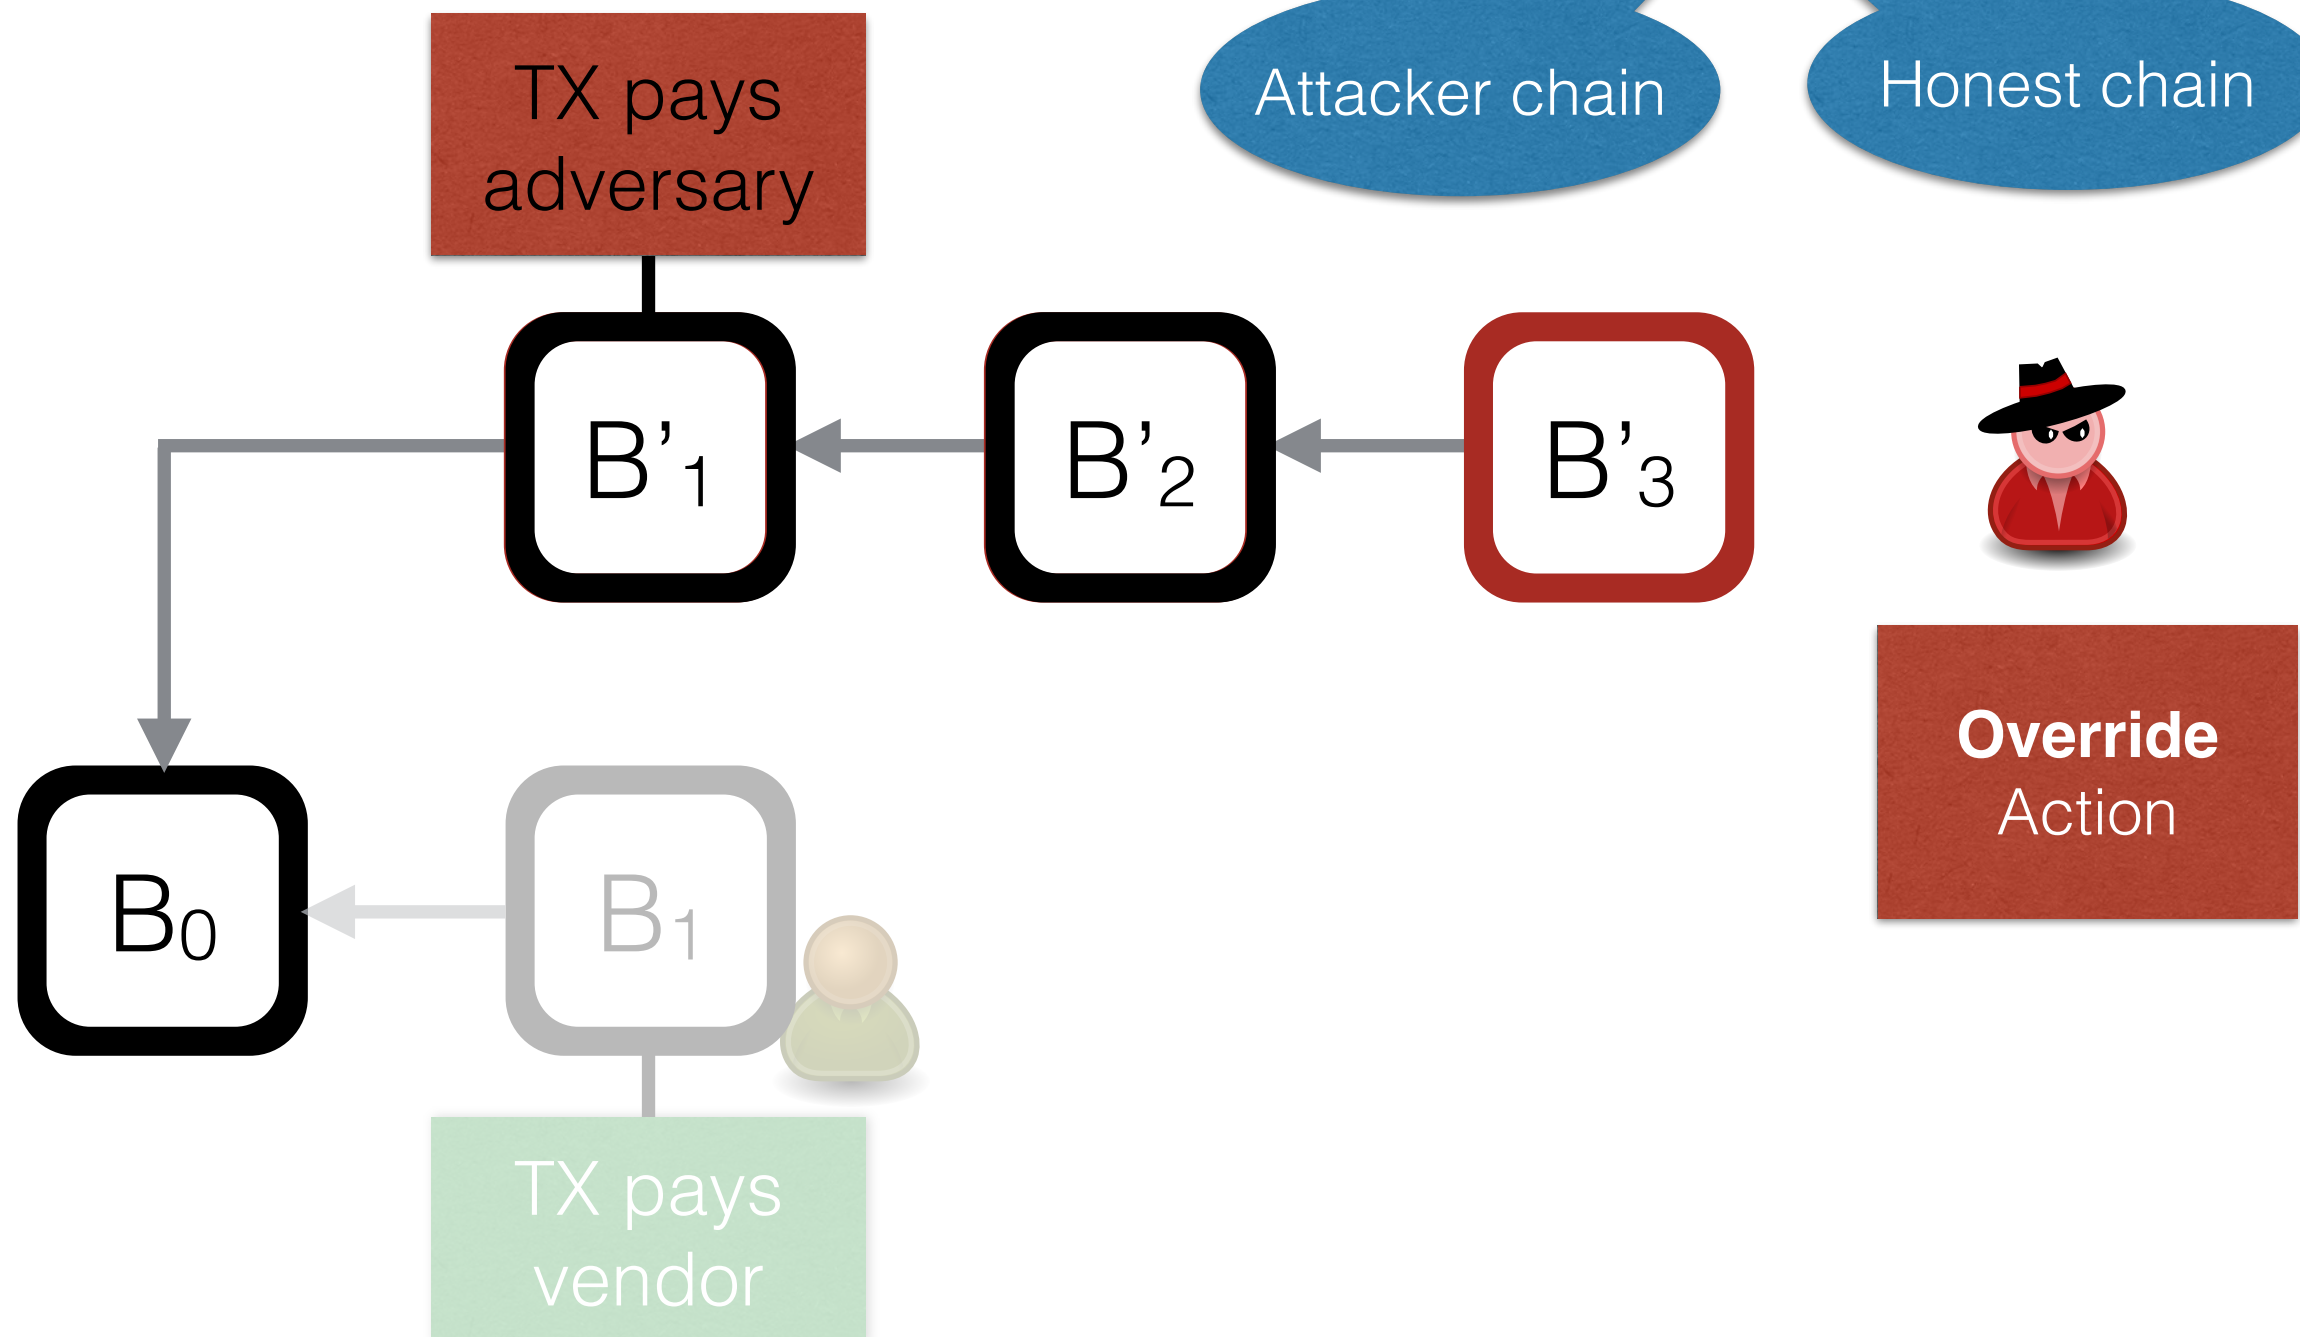 TX pays
adversary
Attacker chain
Honest chain
B’₁
B’₂
B’₃
Override
Action
B₀
B₁
TX pays
vendor